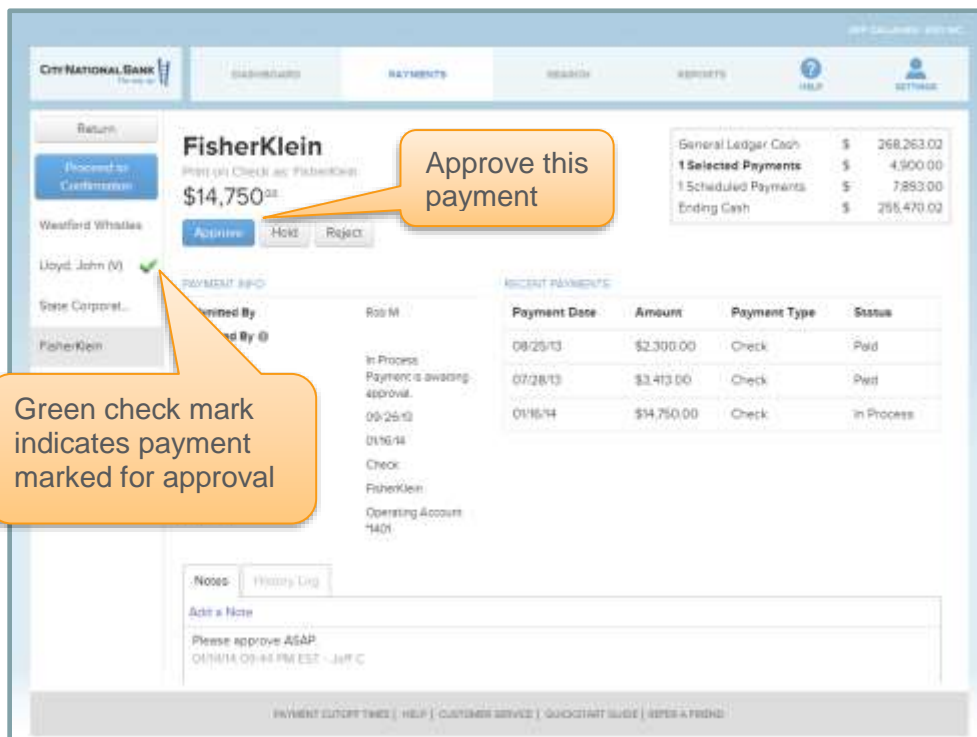 CITY NATIONAL BANK
DASHBOARD
PAYMENTS
SEARCH
REPORTS
HELP
SETTINGS
Return
Proceed to
Confirmation
Westford Whistles
Lloyd, John (V)
State Corporat...
FisherKlein
FisherKlein
Print on Check as: FisherKlein
$14,750
Approve
Hold
Reject
Approve this
payment
General Ledger Cash $ 268,263.02
1 Selected Payments $ 4,900.00
1 Scheduled Payments $ 7,893.00
Ending Cash $ 255,470.02
Green check mark
indicates payment
marked for approval
PAYMENT INFO
mitted By Rob M
ed By
In Process
Payment is awaiting
approval.
09/26/13
01/16/14
Check
FisherKlein
Operating Account
*1401
RECENT PAYMENTS
Payment Date Amount Payment Type Status
08/25/13 $2,300.00 Check Paid
07/28/13 $3,413.00 Check Paid
01/16/14 $14,750.00 Check In Process
Notes
History Log
Add a Note
Please approve ASAP.
01/14/14 09:44 PM EST - Jeff C
PAYMENT CUTOFF TIMES | HELP | CUSTOMER SERVICE | QUICKSTART GUIDE | REFER A FRIEND